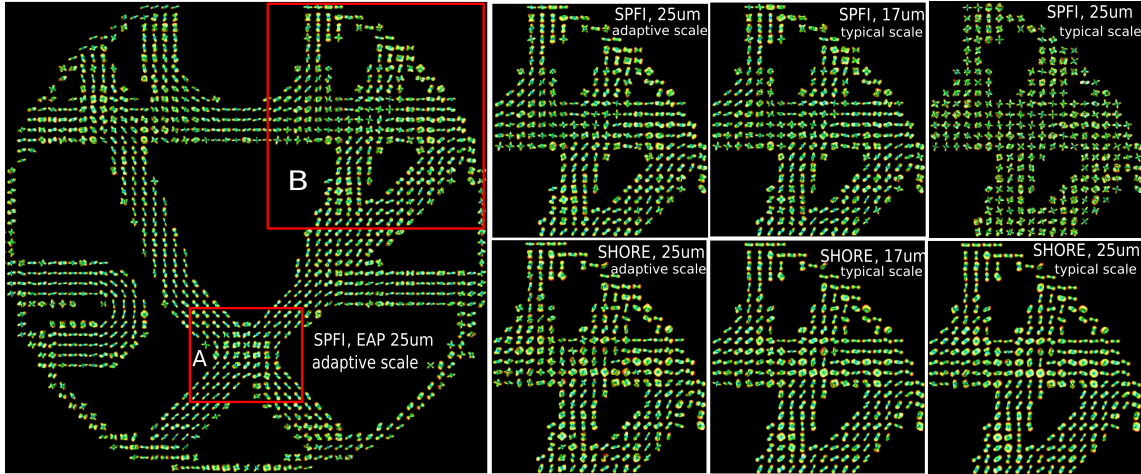 B
A
SPFI, EAP 25um
adaptive scale
SPFI, 25um
adaptive scale
SPFI, 17um
typical scale
SPFI, 25um
typical scale
SHORE, 25um
adaptive scale
SHORE, 17um
typical scale
SHORE, 25um
typical scale